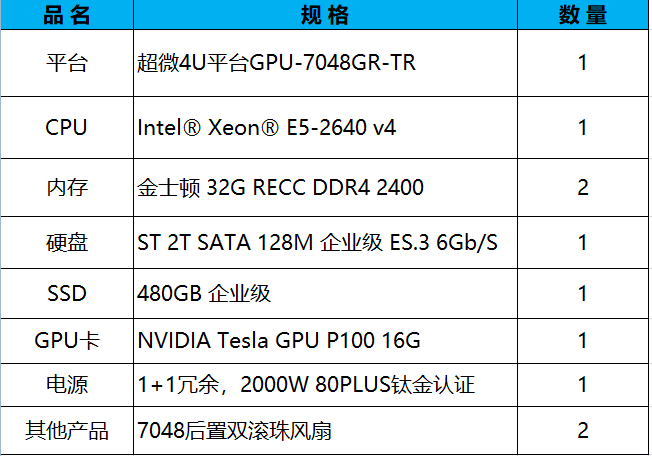 品 名 规 格 数 量
平台 超微4U平台GPU-7048GR-TR 1
CPU Intel® Xeon® E5-2640 v4 1
内存 金士顿 32G RECC DDR4 2400 2
硬盘 ST 2T SATA 128M 企业级 ES.3 6Gb/S 1
SSD 480GB 企业级 1
GPU卡 NVIDIA Tesla GPU P100 16G 1
电源 1+1冗余，2000W 80PLUS钛金认证 1
其他产品 7048后置双滚珠风扇 2